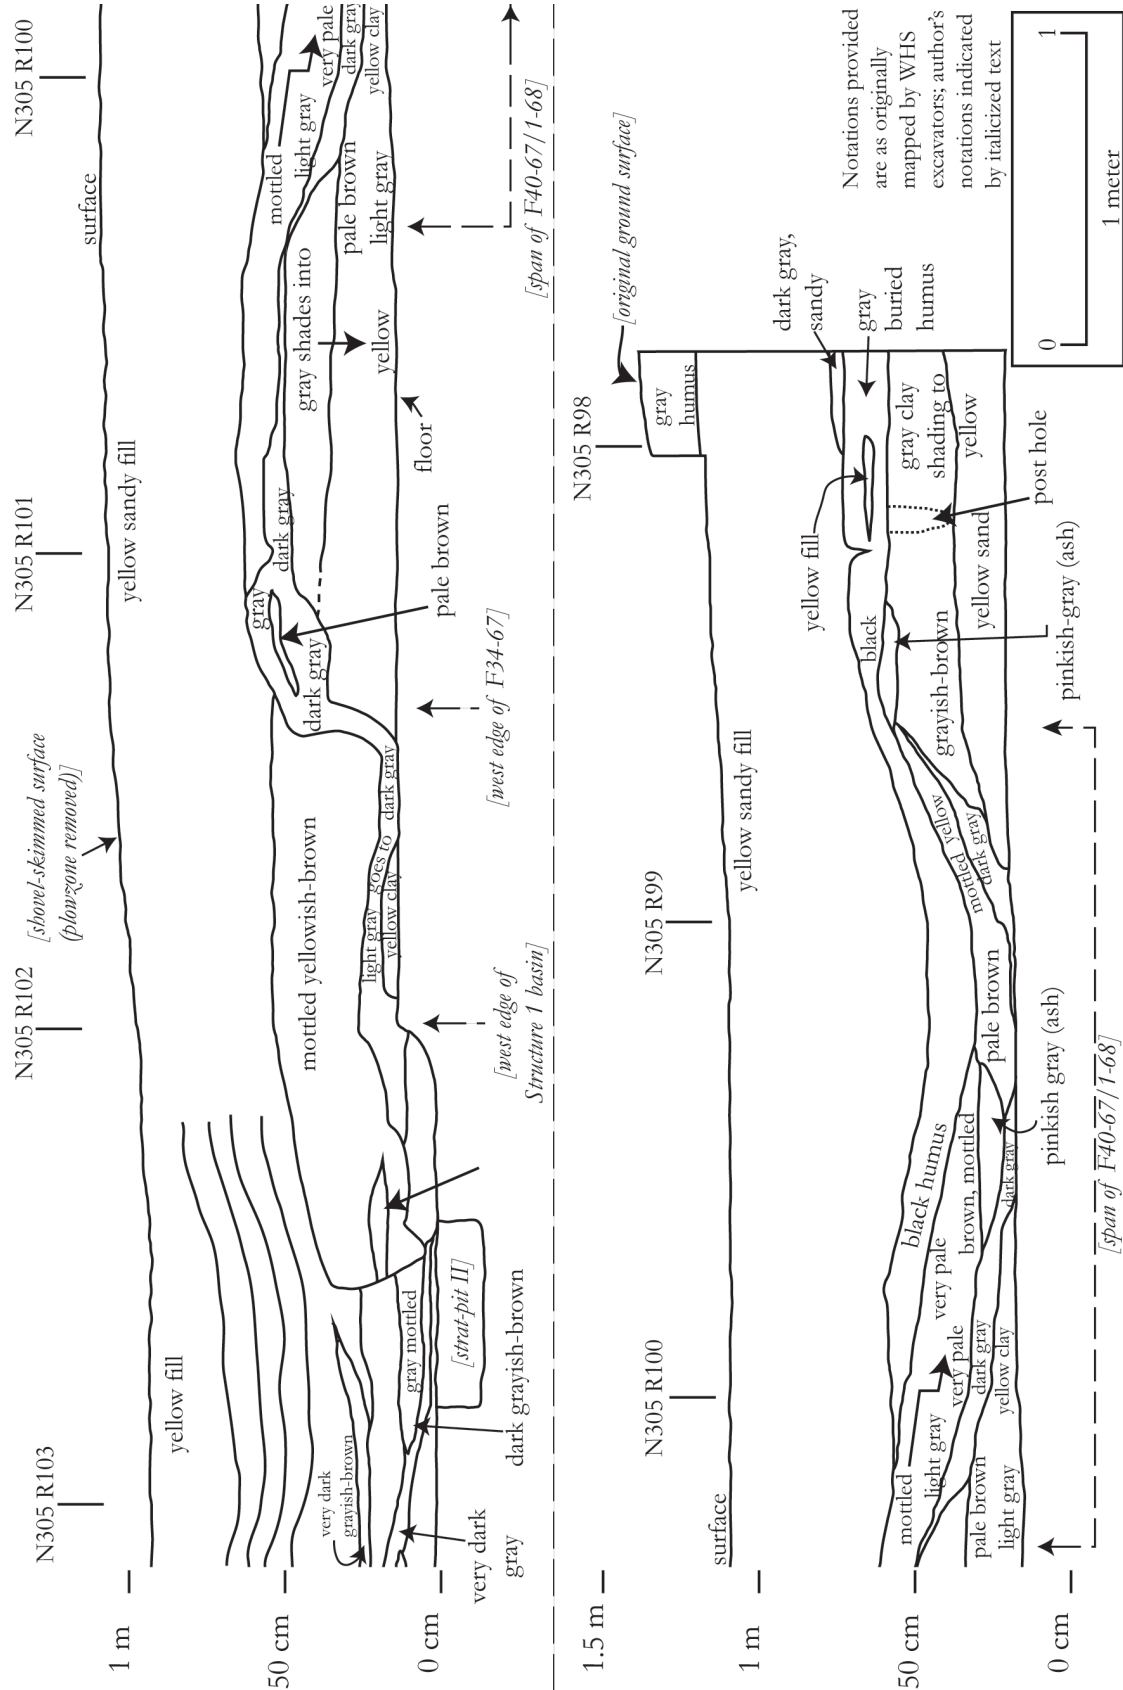 N305 R103
N305 R102
N305 R101
N305 R100
[shovel-skimmed surface
(plowzone removed)]
surface
1 m
50 cm
0 cm
yellow fill
yellow sandy fill
mottled yellowish-brown
very dark
grayish-brown
gray mottled
light gray goes to
yellow clay
dark gray
dark gray
gray
dark gray
gray shades into
yellow
mottled
light gray
very pale
dark gray
yellow clay
pale brown
light gray
very dark
gray
dark grayish-brown
[strat-pit II]
[west edge of
Structure 1 basin]
[west edge of F34-67]
pale brown
floor
[span of F40-67/1-68]
N305 R100
N305 R99
N305 R98
[original ground surface]
1.5 m
1 m
50 cm
0 cm
surface
yellow sandy fill
gray
humus
yellow fill
dark gray,
sandy
gray
buried
humus
mottled
light gray
very pale
pale brown
light gray
dark gray
yellow clay
black humus
very pale
brown, mottled
dark gray
pale brown
mottled yellow
dark gray
black
grayish-brown
yellow sand
gray clay
shading to
yellow
pinkish gray (ash)
pinkish-gray (ash)
post hole
[span of F40-67/1-68]
Notations provided
are as originally
mapped by WHS
excavators; author's
notations indicated
by italicized text
0
1
1 meter